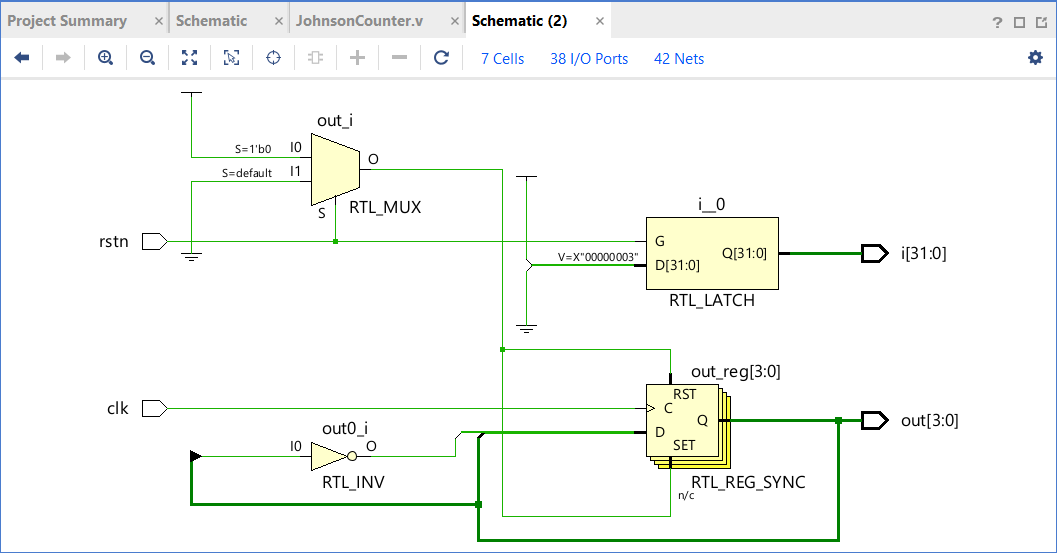 Project Summary × Schematic × JohnsonCounter.v × Schematic (2) ×
?
7 Cells 38 I/O Ports 42 Nets
out_i
S=1'b0 I0
S=default I1
O
S
RTL_MUX
rstn
i__0
G
V=X"00000003" D[31:0]
Q[31:0]
i[31:0]
RTL_LATCH
out_reg[3:0]
RST
clk
C
Q
out[3:0]
D
SET
out0_i
I0 O
RTL_INV
RTL_REG_SYNC
n/c